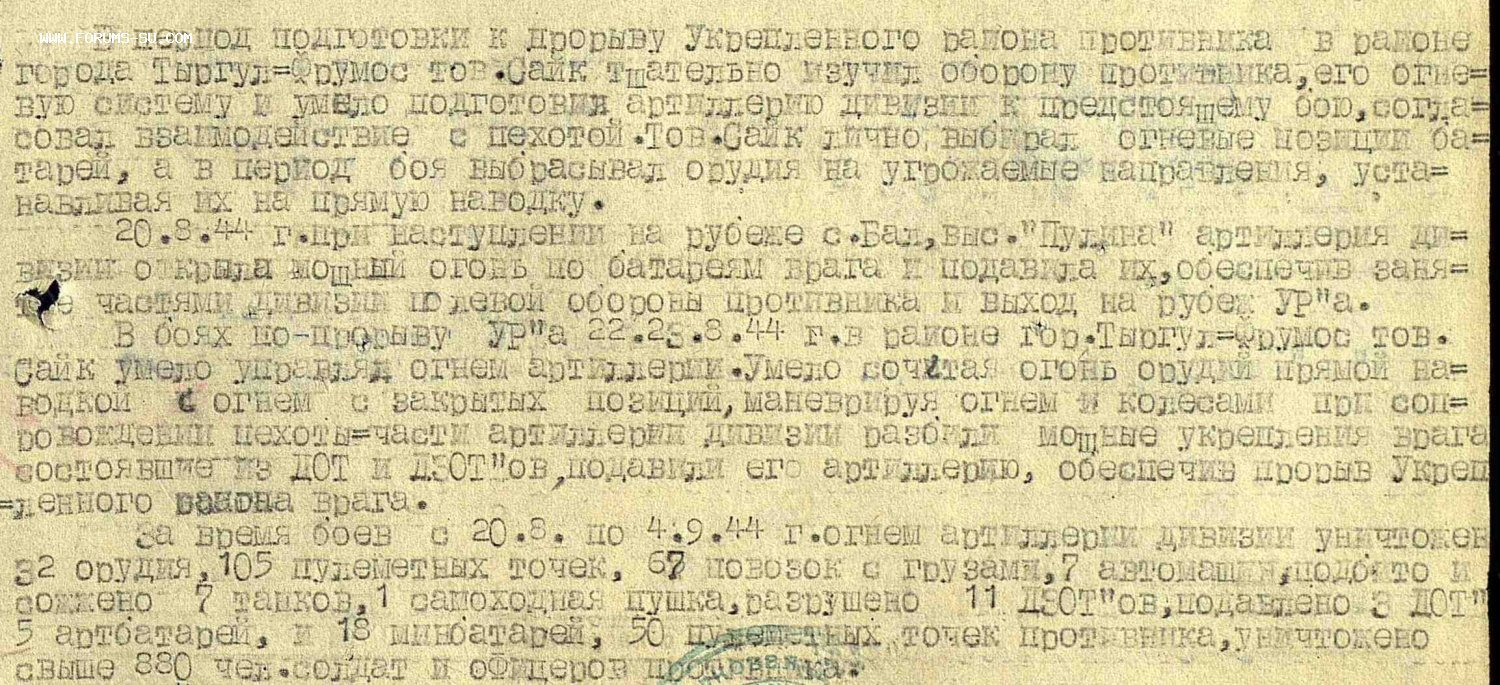 WWW.FORUMS-SU.COM
В период подготовки к прорыву Укрепленного района противника в районе
города Тыргул=Фрумос тов.Сайк тщательно изучил оборону противника,его огне=
вую систему и умело подготовил артиллерию дивизии к предстоящему бою,согла=
совал взаимодействие с пехотой.Тов.Сайк лично выбирал огневые позиции ба=
тарей, а в период боя выбрасывал орудия на угрожаемые направления, уста=
навливая их на прямую наводку.
20.8.44 г.при наступлении на рубеже с.Бал,выс."Пулина" артиллерия ди=
визии открыла мощный огонь по батареям врага и подавила их,обеспечив заня=
тие частями дивизии полевой обороны противника и выход на рубеж УР"а.
В боях по-прорыву УР"а 22.23.8.44 г.в районе гор.Тыргул=Фрумос тов.
Сайк умело управлял огнем артиллерии.Умело сочетая огонь орудий прямой на=
водкой с огнем с закрытых позиций,маневрируя огнем и колесами при соп=
ровождении пехоты=части артиллерии дивизии разбили мощные укрепления врага
состоявшие из ДОТ и ДЗОТ"ов,подавили его артиллерию, обеспечив прорыв Укреп
=ленного района врага.
За время боев с 20.8. по 4.9.44 г.огнем артиллерии дивизии уничтожен
32 орудия,105 пулеметных точек, 67 повозок с грузами,7 автомашин,подбито и
сожжено 7 танков,1 самоходная пушка,разрушено 11 ДЗОТ"ов,подавлено 3 ДОТ"
5 артбатарей, и 18 минбатарей, 50 пулеметных точек противника,уничтожено
свыше 880 чел.солдат и офицеров противника.